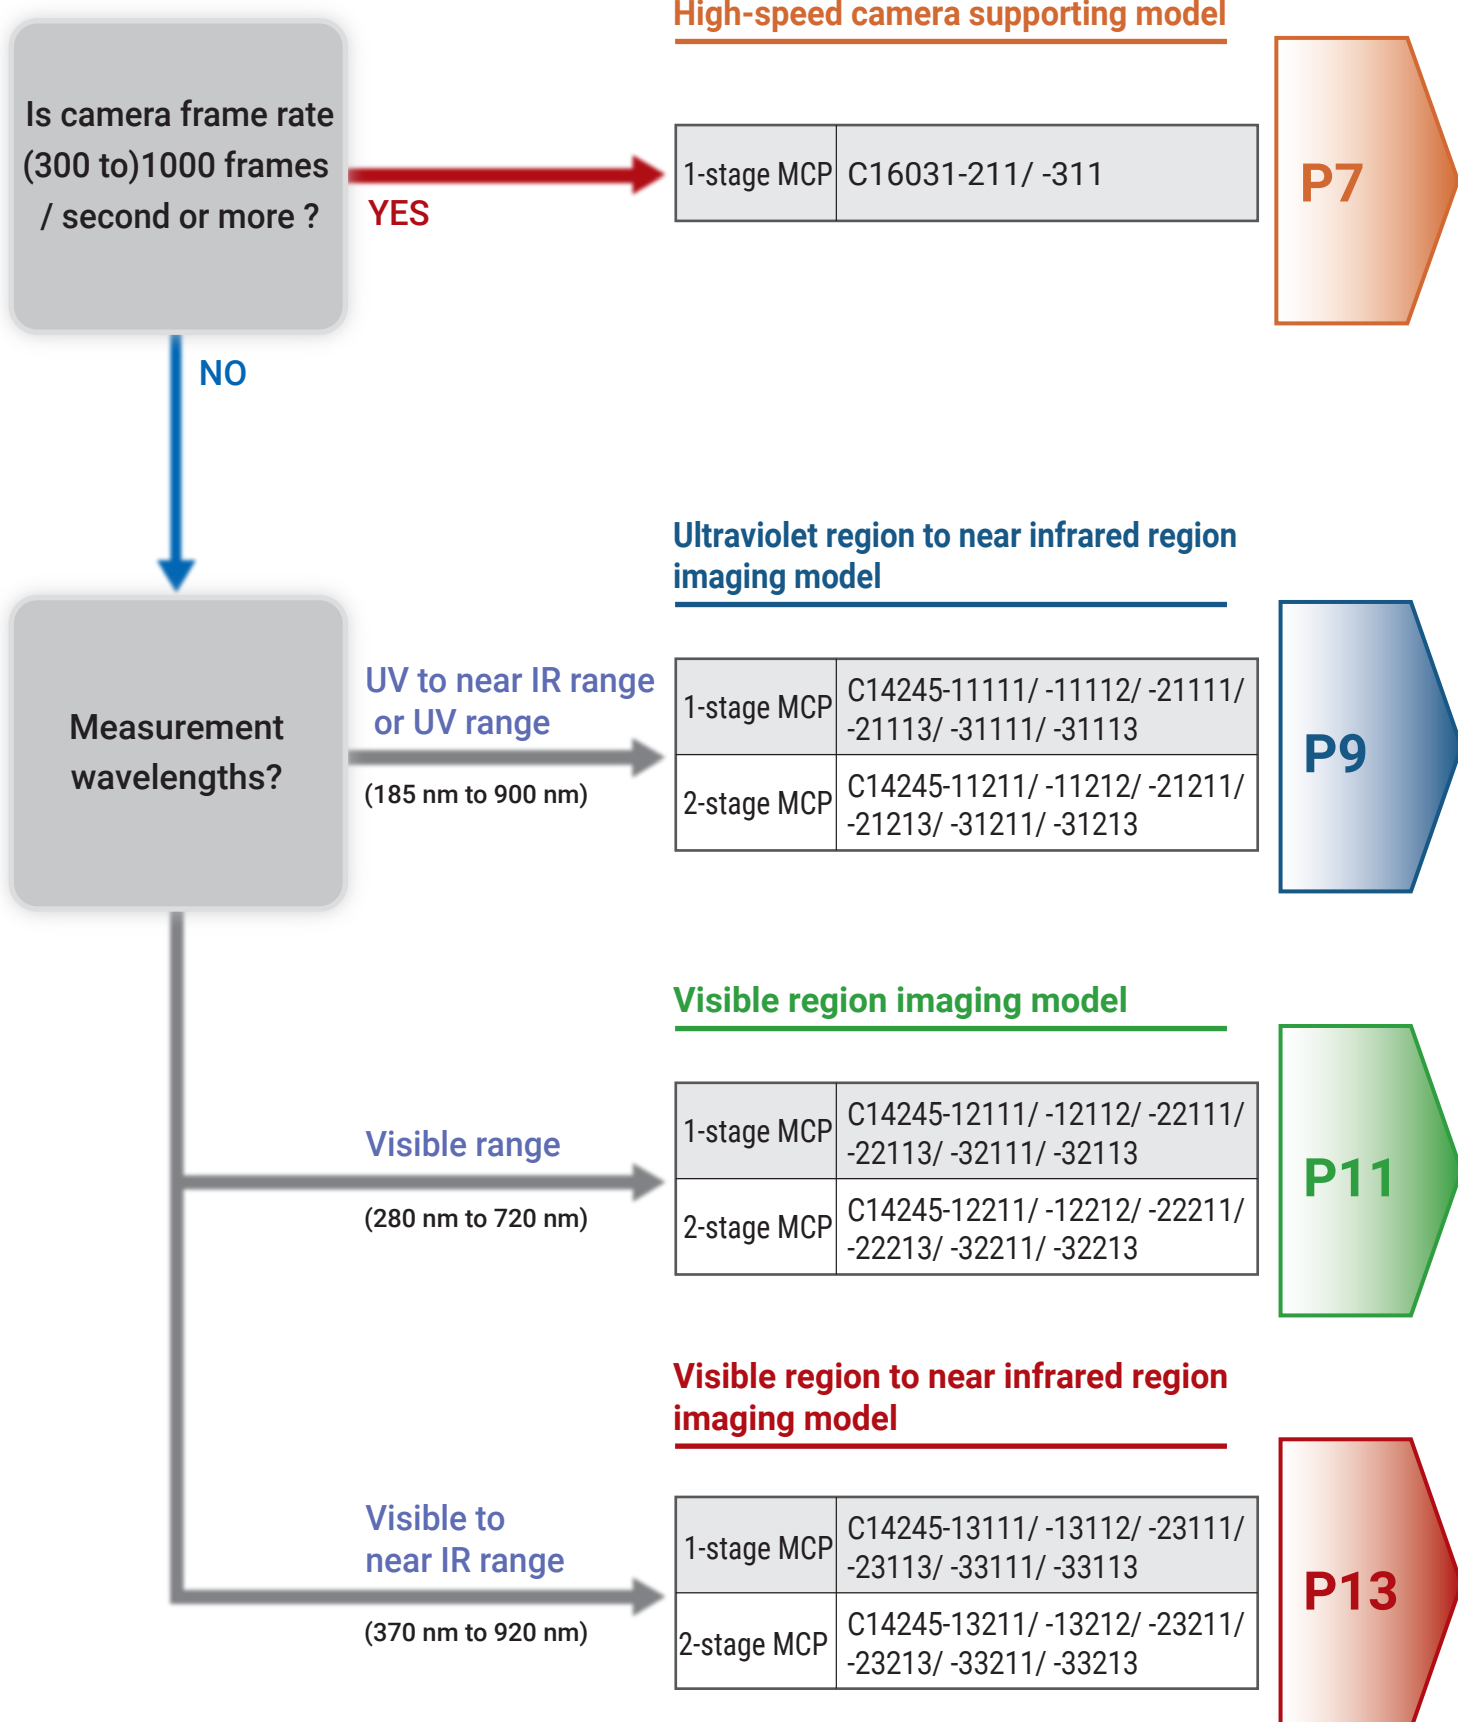 High-speed camera supporting model
Is camera frame rate
(300 to)1000 frames
/ second or more ?
YES
1-stage MCP
C16031-211/ -311
P7
NO
Ultraviolet region to near infrared region
imaging model
Measurement
wavelengths?
UV to near IR range
or UV range
(185 nm to 900 nm)
1-stage MCP
C14245-11111/ -11112/ -21111/
-21113/ -31111/ -31113
2-stage MCP
C14245-11211/ -11212/ -21211/
-21213/ -31211/ -31213
P9
Visible region imaging model
Visible range
(280 nm to 720 nm)
1-stage MCP
C14245-12111/ -12112/ -22111/
-22113/ -32111/ -32113
2-stage MCP
C14245-12211/ -12212/ -22211/
-22213/ -32211/ -32213
P11
Visible region to near infrared region
imaging model
Visible to
near IR range
(370 nm to 920 nm)
1-stage MCP
C14245-13111/ -13112/ -23111/
-23113/ -33111/ -33113
2-stage MCP
C14245-13211/ -13212/ -23211/
-23213/ -33211/ -33213
P13